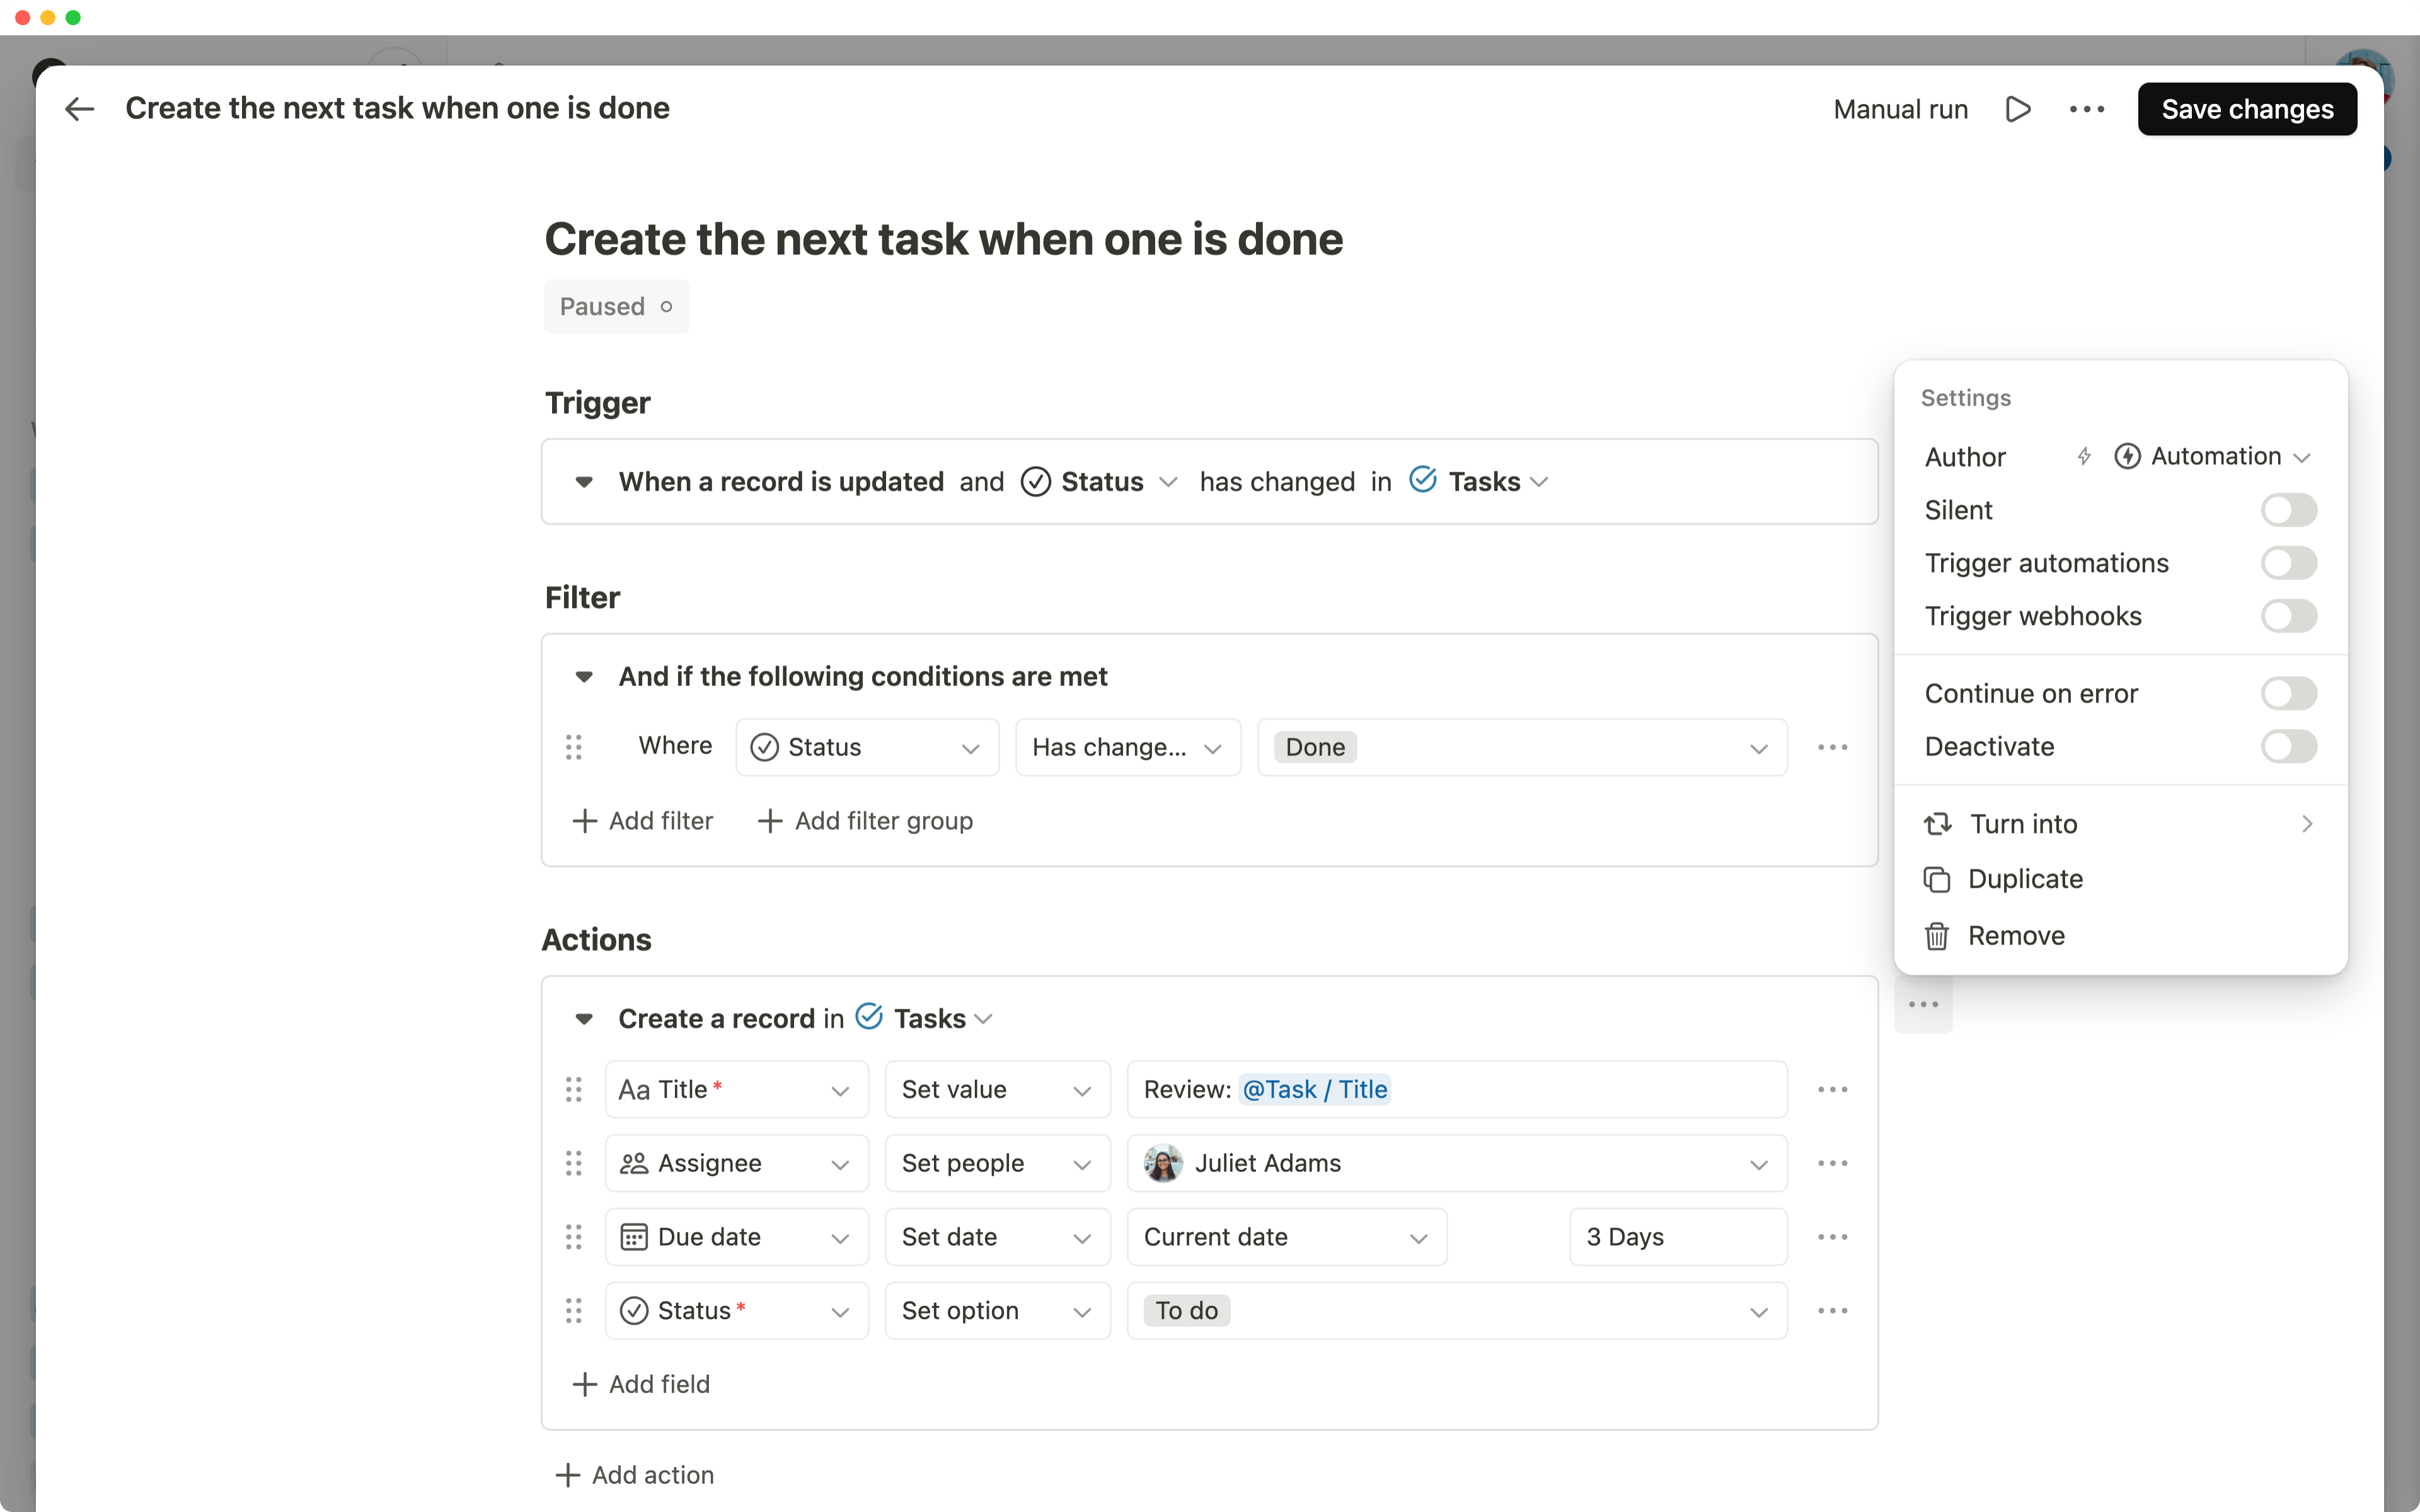 Create the next task when one is done
Manual run
Save changes
Create the next task when one is done
Paused
Trigger
When a record is updated and Status has changed in Tasks
Filter
And if the following conditions are met
Where Status Has change... Done
Add filter Add filter group
Actions
Create a record in Tasks
Aa Title* Set value Review: @Task / Title
Assignee Set people Juliet Adams
Due date Set date Current date 3 Days
Status* Set option To do
Add field
Add action
Settings
Author Automation
Silent
Trigger automations
Trigger webhooks
Continue on error
Deactivate
Turn into
Duplicate
Remove